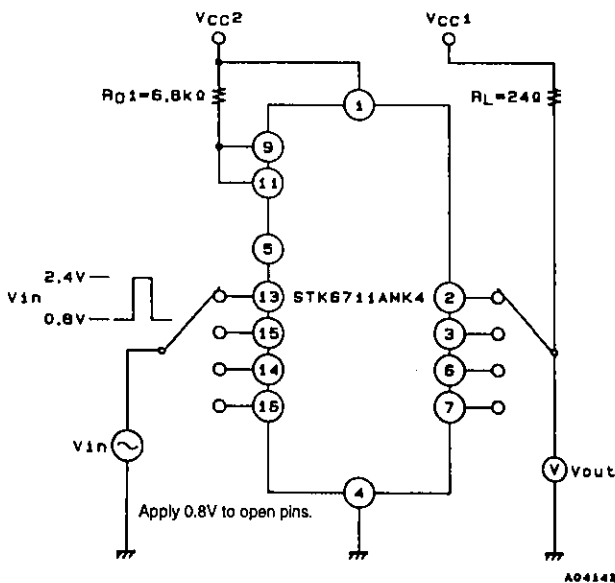 VCC2
VCC1
RO1=6.8kΩ
RL=24Ω
1
9
11
5
2.4V
Vin
0.8V
13
STK6711AMK4
2
15
3
14
6
16
7
Vin
V
Vout
4
Apply 0.8V to open pins.
A04143